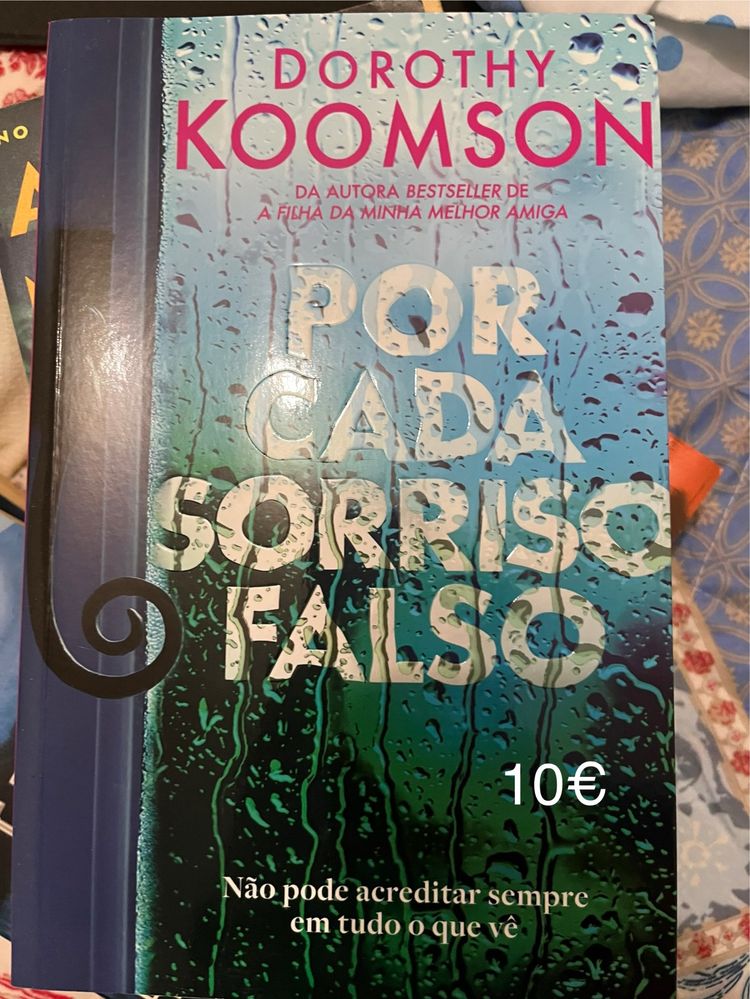 DOROTHY
KOOMSON
DA AUTORA BESTSELLER DE
A FILHA DA MINHA MELHOR AMIGA
POR
CADA
SORRISO
FALSO
10€
Não pode acreditar sempre
em tudo o que vê
NO